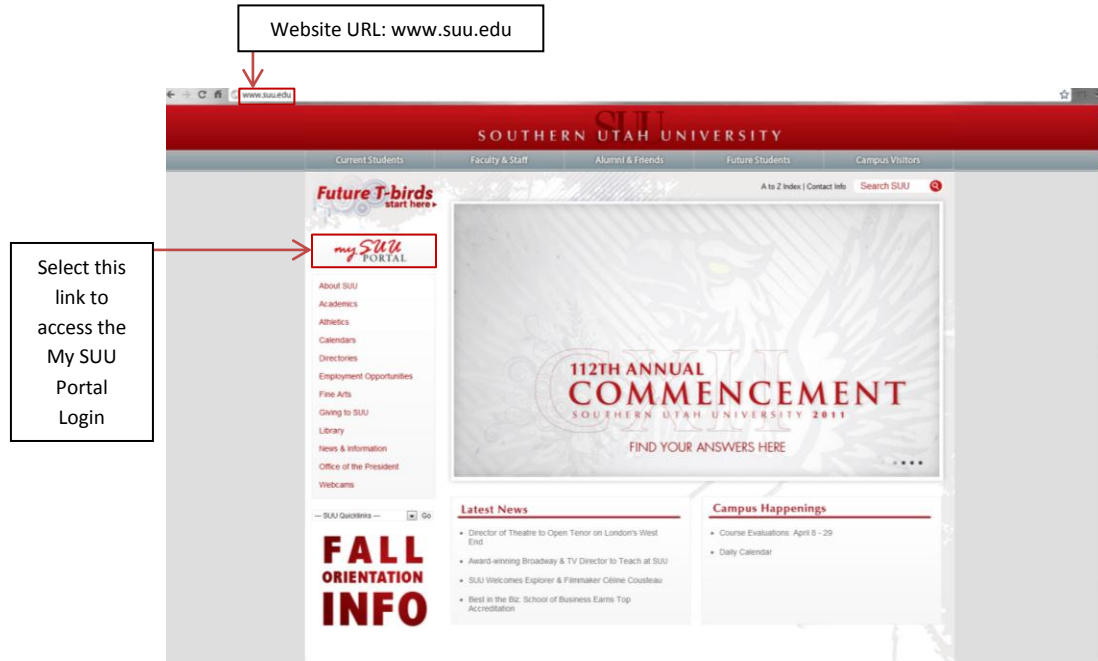 Website URL: www.suu.edu
www.suu.edu
SUU
SOUTHERN UTAH UNIVERSITY
Current Students
Faculty & Staff
Alumni & Friends
Future Students
Campus Visitors
Future T-birds
start here
A to Z Index | Contact Info
Search SUU
my SUU
PORTAL
Select this
link to
access the
My SUU
Portal
Login
About SUU
Academics
Athletics
Calendars
Directories
Employment Opportunities
Fine Arts
Giving to SUU
Library
News & Information
Office of the President
Webcams
CXII
112TH ANNUAL
COMMENCEMENT
SOUTHERN UTAH UNIVERSITY 2011
FIND YOUR ANSWERS HERE
--- SUU Quicklinks ---
Go
FALL
ORIENTATION
INFO
Latest News
Director of Theatre to Open Tenor on London's West
End
Award-winning Broadway & TV Director to Teach at SUU
SUU Welcomes Explorer & Filmmaker Céline Cousteau
Best in the Biz: School of Business Earns Top
Accreditation
Campus Happenings
Course Evaluations: April 8 - 29
Daily Calendar